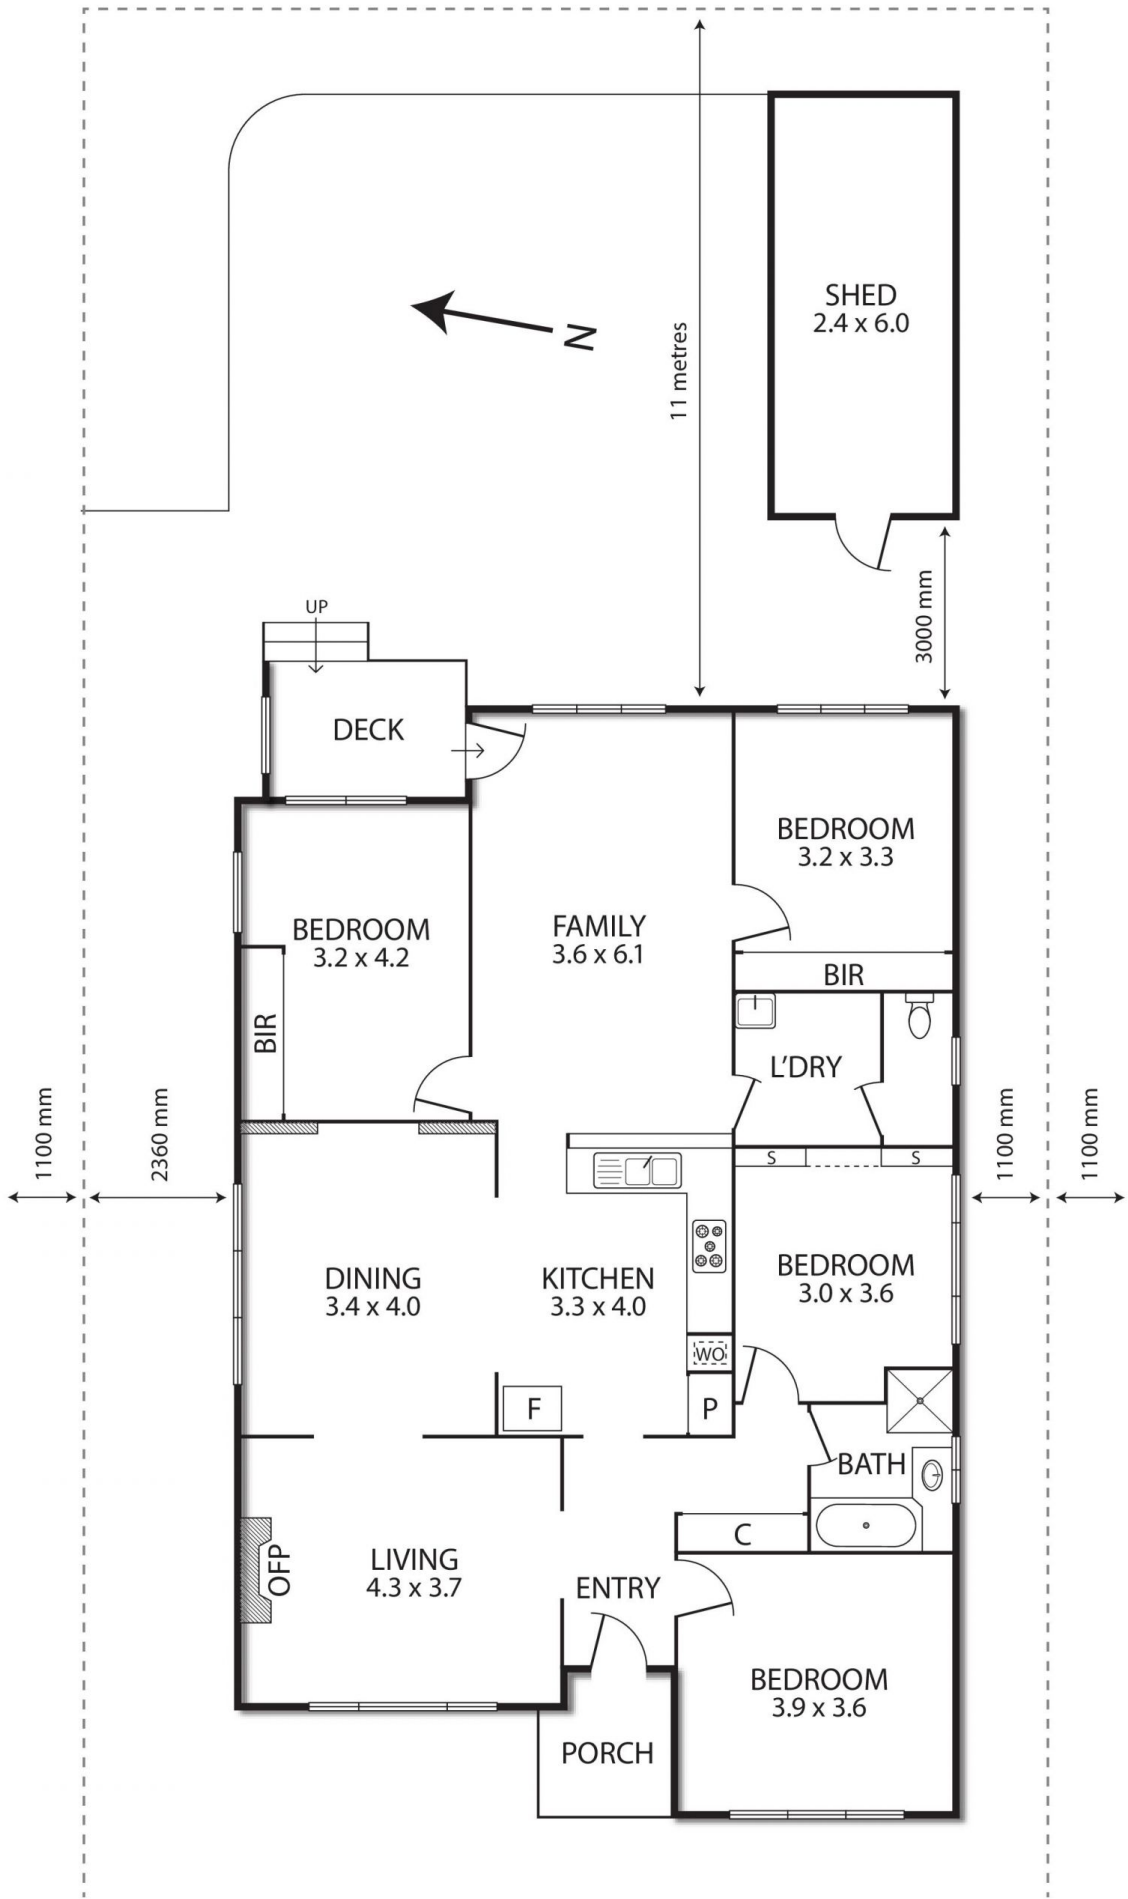 SHED
2.4 x 6.0
N
11 metres
3000 mm
UP
DECK
BEDROOM
3.2 x 3.3
BEDROOM
3.2 x 4.2
FAMILY
3.6 x 6.1
BIR
BIR
L'DRY
1100 mm
2360 mm
1100 mm
1100 mm
S
S
DINING
3.4 x 4.0
KITCHEN
3.3 x 4.0
BEDROOM
3.0 x 3.6
WO
F
P
BATH
C
OFP
LIVING
4.3 x 3.7
ENTRY
BEDROOM
3.9 x 3.6
PORCH